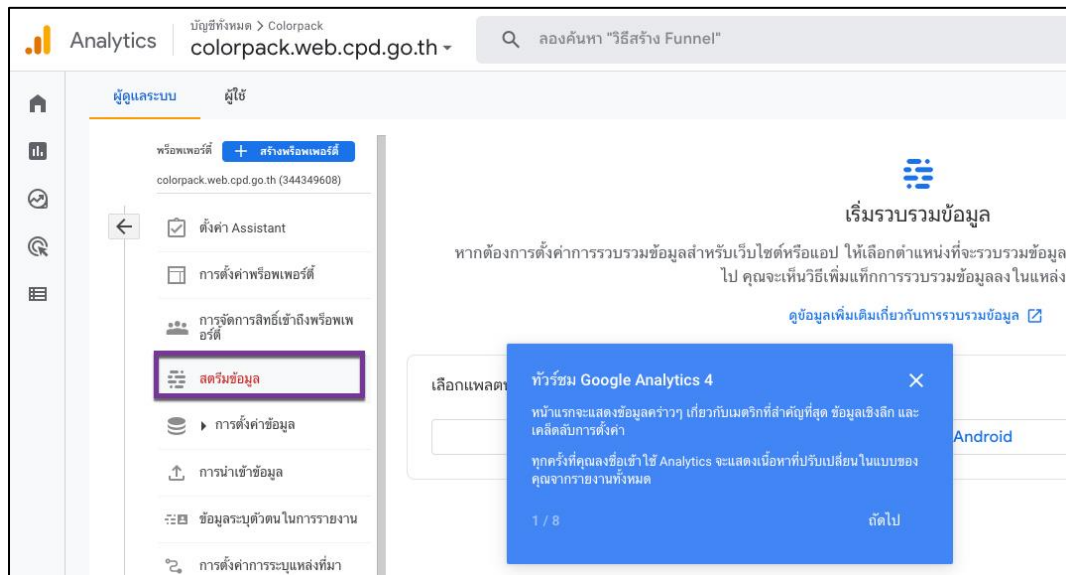 บัญชีทั้งหมด > Colorpack
Analytics
colorpack.web.cpd.go.th
ลองค้นหา "วิธีสร้าง Funnel"
ผู้ดูแลระบบ
ผู้ใช้
พร็อพเพอร์ตี้
+ สร้างพร็อพเพอร์ตี้
colorpack.web.cpd.go.th (344349608)
ตั้งค่า Assistant
การตั้งค่าพร็อพเพอร์ตี้
การจัดการสิทธิ์เข้าถึงพร็อพเพ
อร์ตี้
สตรีมข้อมูล
การตั้งค่าข้อมูล
การนำเข้าข้อมูล
ข้อมูลระบุตัวตนในการรายงาน
การตั้งค่าการระบุแหล่งที่มา
เริ่มรวบรวมข้อมูล
หากต้องการตั้งค่าการรวบรวมข้อมูลสำหรับเว็บไซต์หรือแอป ให้เลือกตำแหน่งที่จะรวบรวมข้อมูล
ไป คุณจะเห็นวิธีเพิ่มแท็กการรวบรวมข้อมูลลงในแหล่ง
ดูข้อมูลเพิ่มเติมเกี่ยวกับการรวบรวมข้อมูล
เลือกแพลต
Android
ทัวร์ชม Google Analytics 4
หน้าแรกจะแสดงข้อมูลคร่าวๆ เกี่ยวกับเมตริกที่สำคัญที่สุด ข้อมูลเชิงลึก และ
เคล็ดลับการตั้งค่า
ทุกครั้งที่คุณลงชื่อเข้าใช้ Analytics จะแสดงเนื้อหาที่ปรับเปลี่ยนในแบบของ
คุณจากรายงานทั้งหมด
1 / 8
ถัดไป